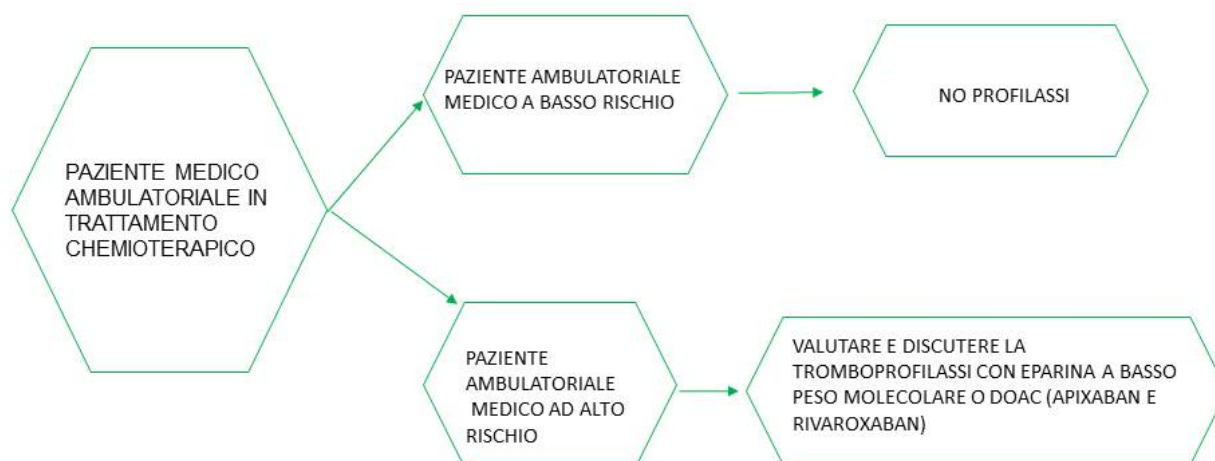 PAZIENTE MEDICO
AMBULATORIALE IN
TRATTAMENTO
CHEMIOTERAPICO
PAZIENTE AMBULATORIALE
MEDICO A BASSO RISCHIO
NO PROFILASSI
PAZIENTE
AMBULATORIALE
MEDICO AD ALTO
RISCHIO
VALUTARE E DISCUTERE LA
TROMBOPROFILASSI CON EPARINA A BASSO
PESO MOLECOLARE O DOAC (APIXABAN E
RIVAROXABAN)